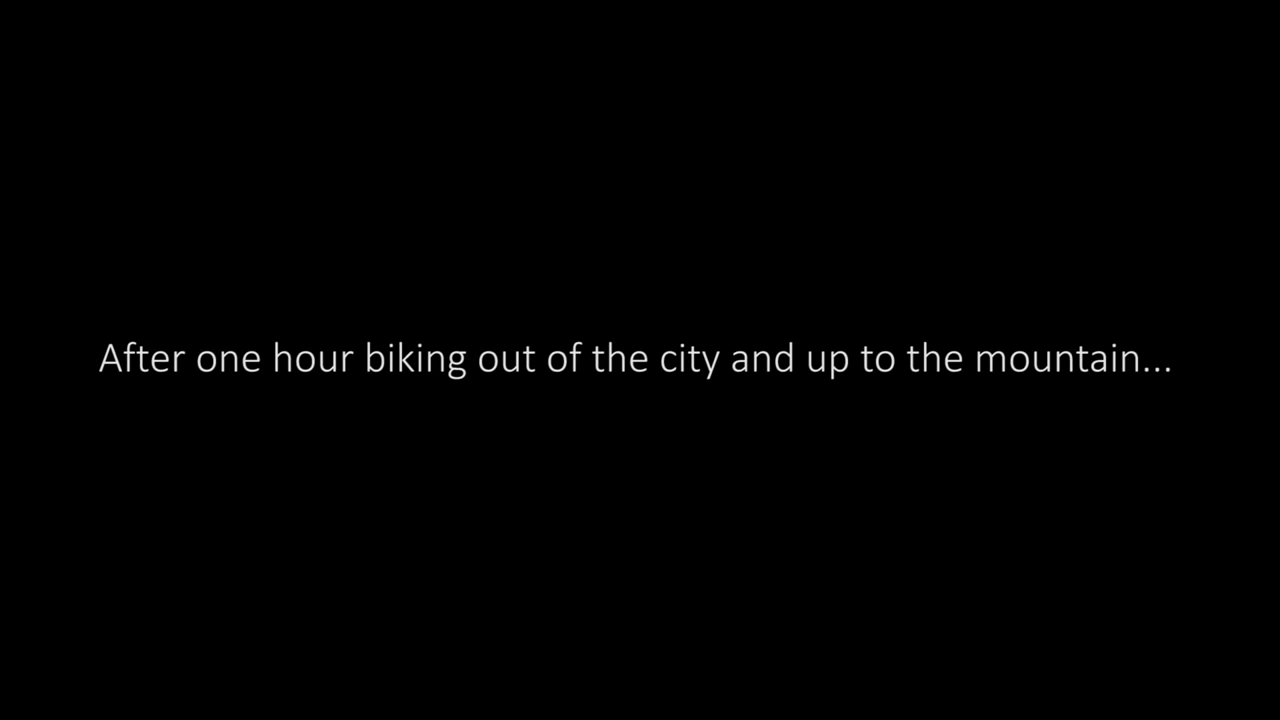 After one hour biking out of the city and up to the mountain...